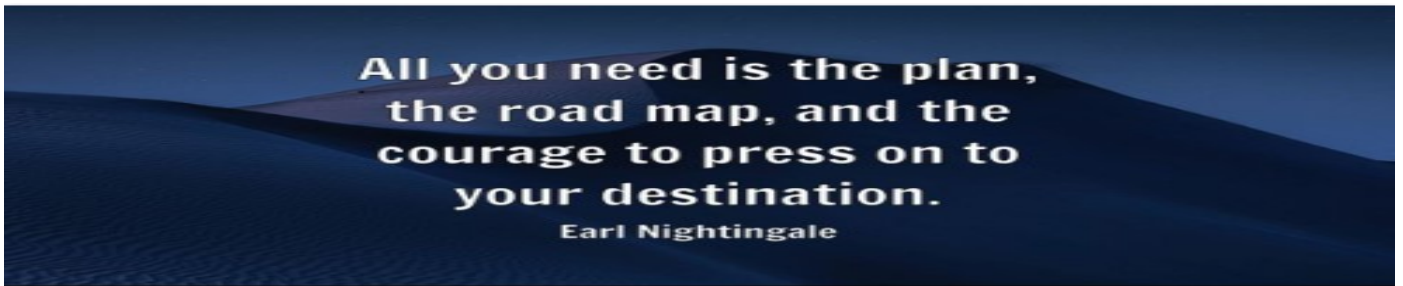 All you need is the plan,
the road map, and the
courage to press on to
your destination.
Earl Nightingale